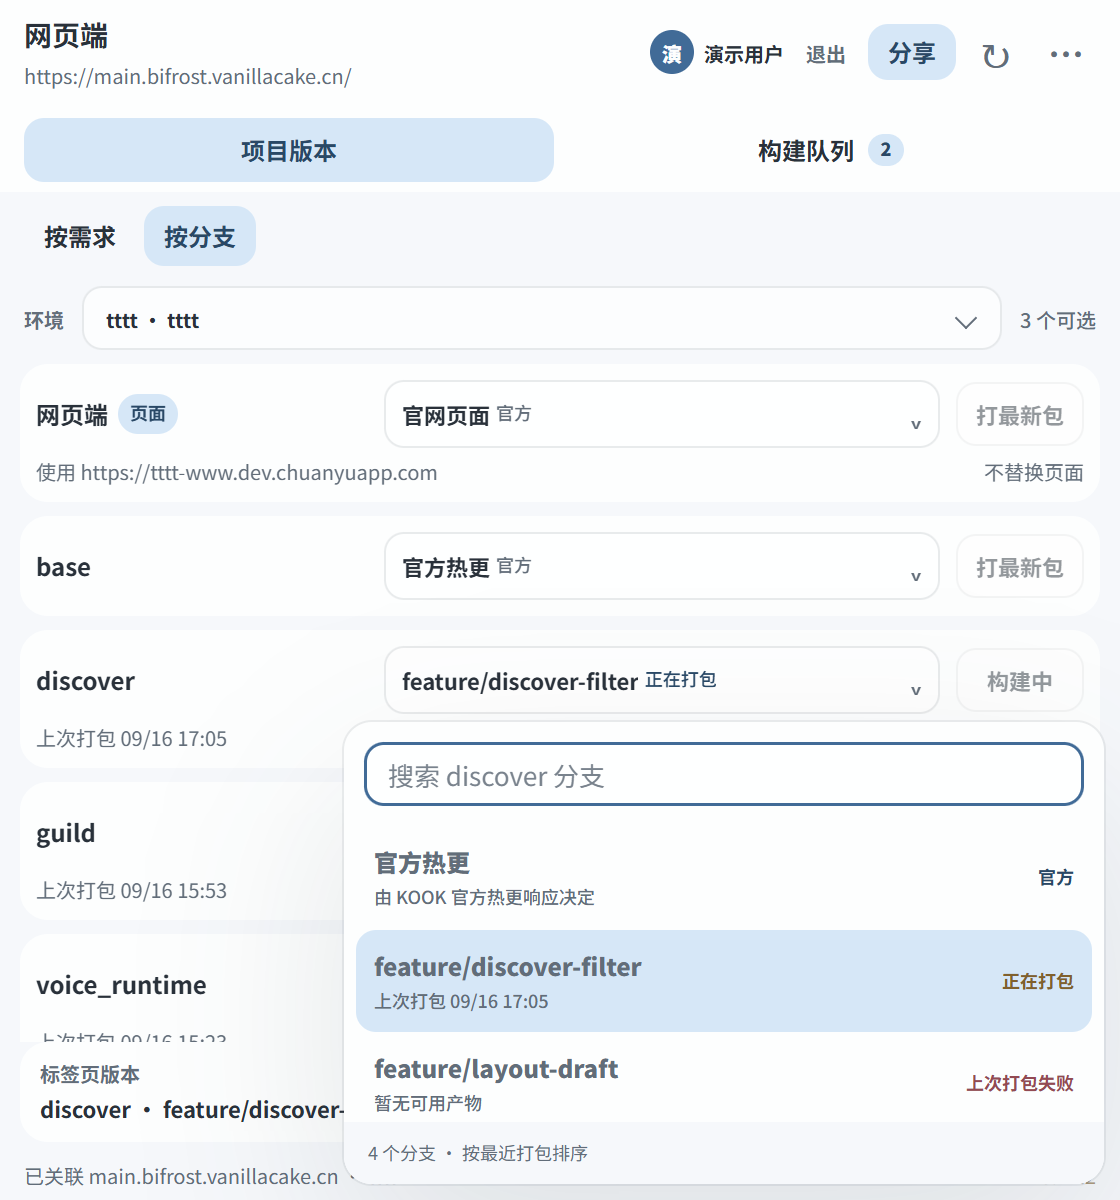 网页端
https://main.bifrost.vanillacake.cn/
演 演示用户 退出 分享
项目版本 构建队列 2
按需求 按分支
环境 tttt • tttt 3 个可选
网页端 页面 官网页面 官方 打最新包
使用 https://tttt-www.dev.chuanyuapp.com 不替换页面
base 官方热更 官方 打最新包
discover feature/discover-filter 正在打包 构建中
上次打包 09/16 17:05
搜索 discover 分支
guild
官方热更
由 KOOK 官方热更响应决定
官方
上次打包 09/16 15:53
feature/discover-filter
上次打包 09/16 17:05
正在打包
voice_runtime
上次打包 09/16 15:23
feature/layout-draft
暂无可用产物
上次打包失败
标签页版本
discover • feature/discover-
4 个分支 • 按最近打包排序
已关联 main.bifrost.vanillacake.cn